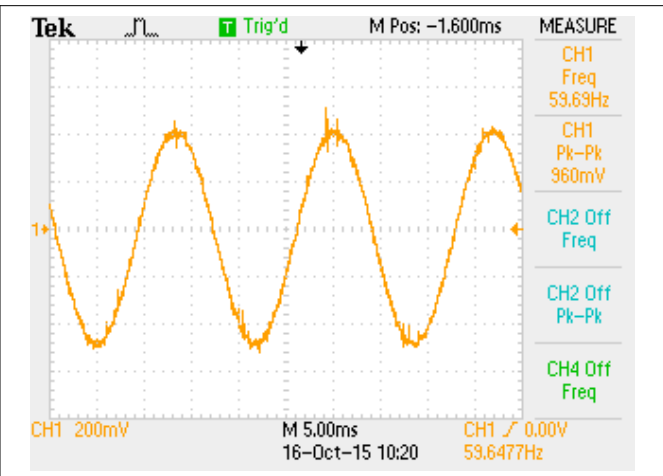 Tek T Trig'd M Pos: -1.600ms MEASURE
CH1
Freq
59.69Hz
CH1
Pk-Pk
960mV
1
CH2 Off
Freq
CH2 Off
Pk-Pk
CH4 Off
Freq
CH1 200mV M 5.00ms CH1 0.00V
16-Oct-15 10:20 59.6477Hz